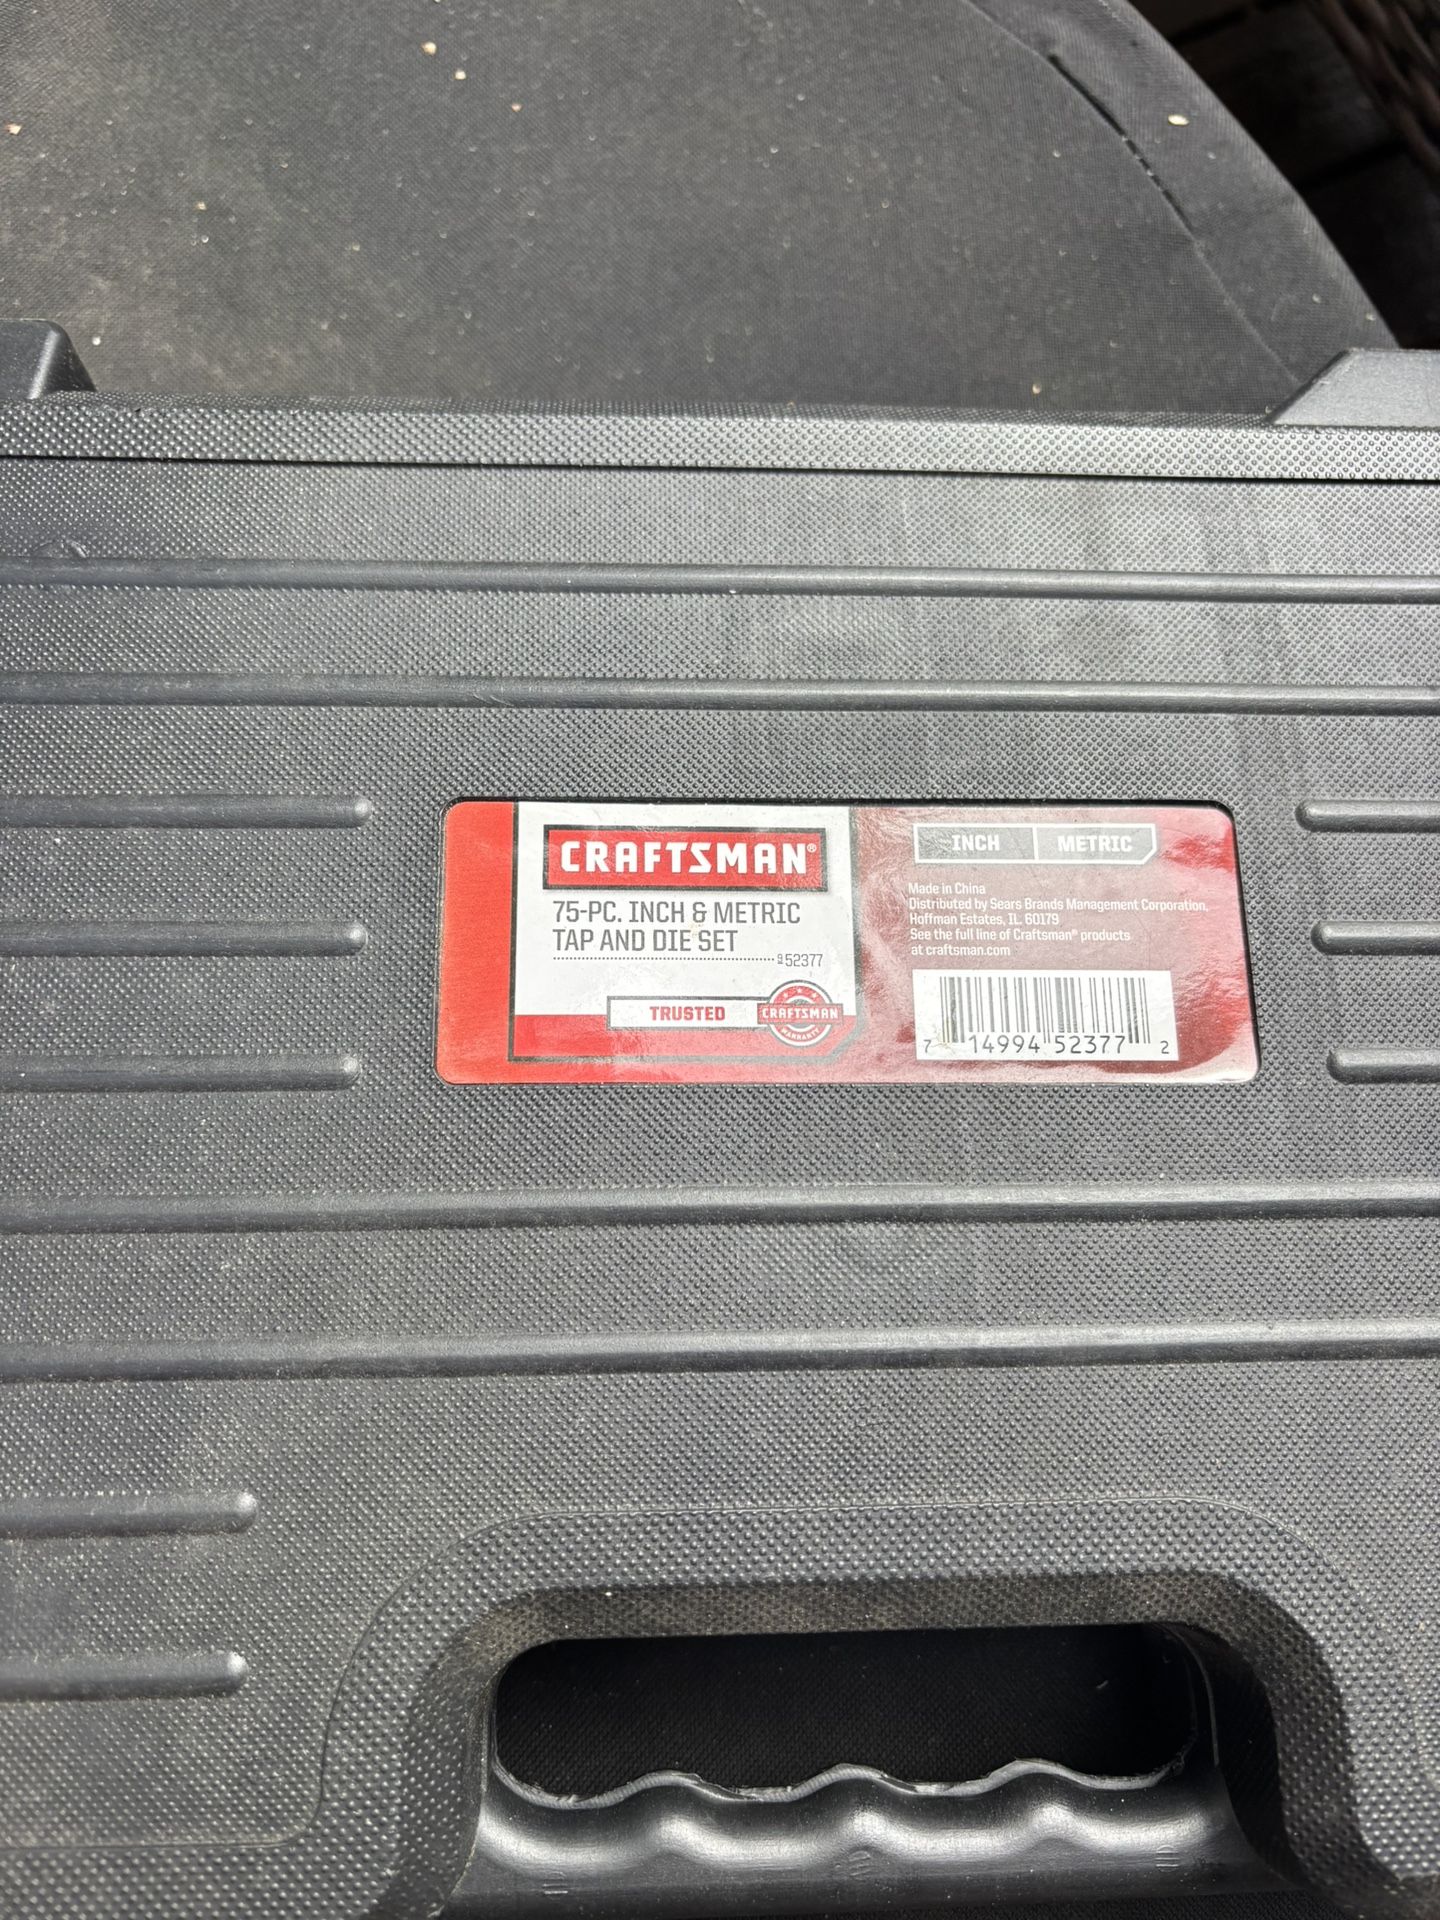 CRAFTSMAN®
75-PC. INCH & METRIC
TAP AND DIE SET
9 52377
TRUSTED
CRAFTSMAN
WARRANTY
INCH METRIC
Made in China
Distributed by Sears Brands Management Corporation,
Hoffman Estates, IL 60179
See the full line of Craftsman® products
at craftsman.com
7 14994 52377 2